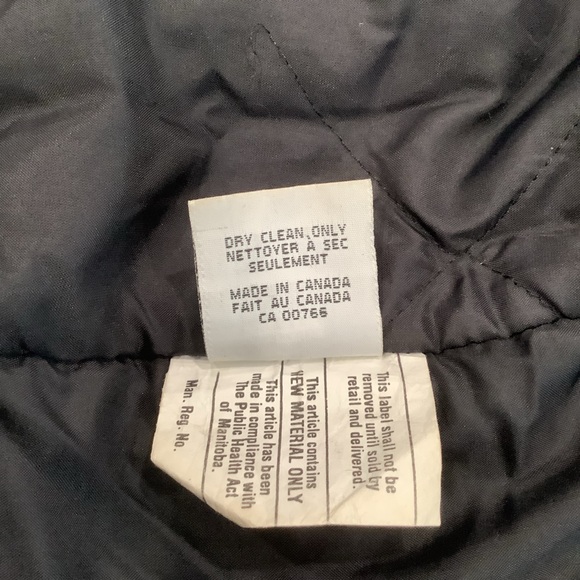 DRY CLEAN ONLY
NETTOYER A SEC
SEULEMENT
MADE IN CANADA
FAIT AU CANADA
CA 00766
This label shall not be
removed until sold by
retail and delivered.
This article contains
NEW MATERIAL ONLY
This article has been
made in compliance with
The Public Health Act
of Manitoba.
Man. Reg. No.